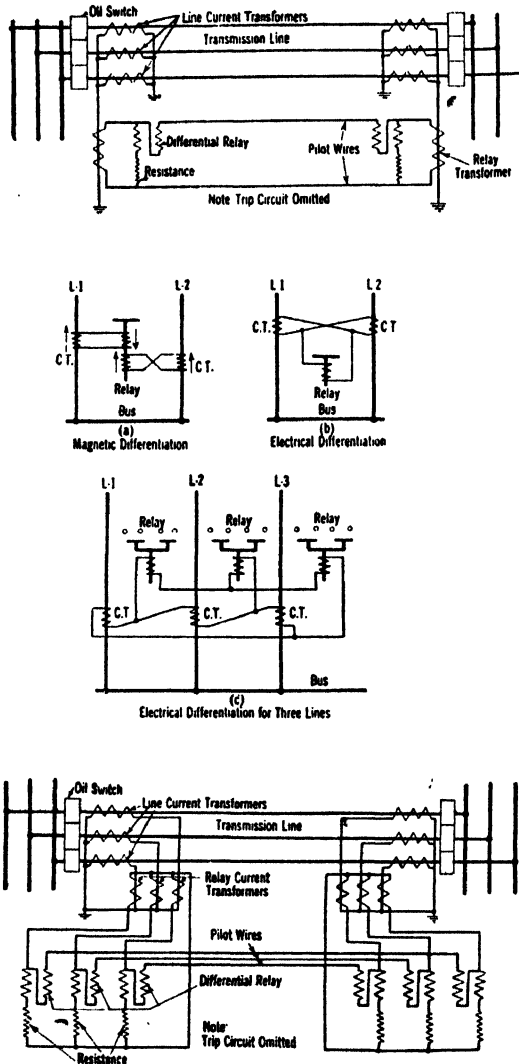 Oil Switch
Line Current Transformers
Transmission Line
Differential Relay
Pilot Wires
Resistance
Relay
Transformer
Note Trip Circuit Omitted
L-1 L-2
C.T. C.T.
Relay
Bus
(a)
Magnetic Differentiation
L 1 L 2
C.T. C T
Relay
Bus
(b)
Electrical Differentiation
L-1 L-2 L-3
Relay Relay Relay
C.T C.T. C.T.
Bus
(c)
Electrical Differentiation for Three Lines
Oil Switch
Line Current Transformers
Transmission Line
Relay Current
Transformers
Pilot Wires
Differential Relay
Note
Trip Circuit Omitted
Resistance